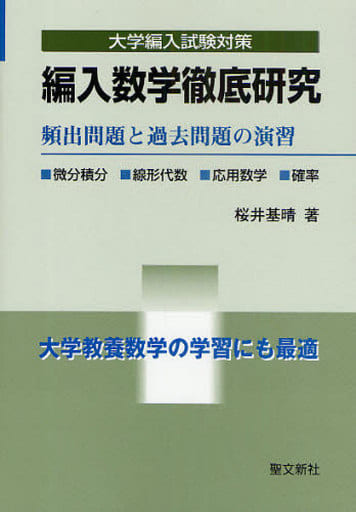 大学編入試験対策
編入数学徹底研究
頻出問題と過去問題の演習
■微分積分 ■線形代数 ■応用数学 ■確率
桜井基晴 著
大学教養数学の学習にも最適
聖文新社